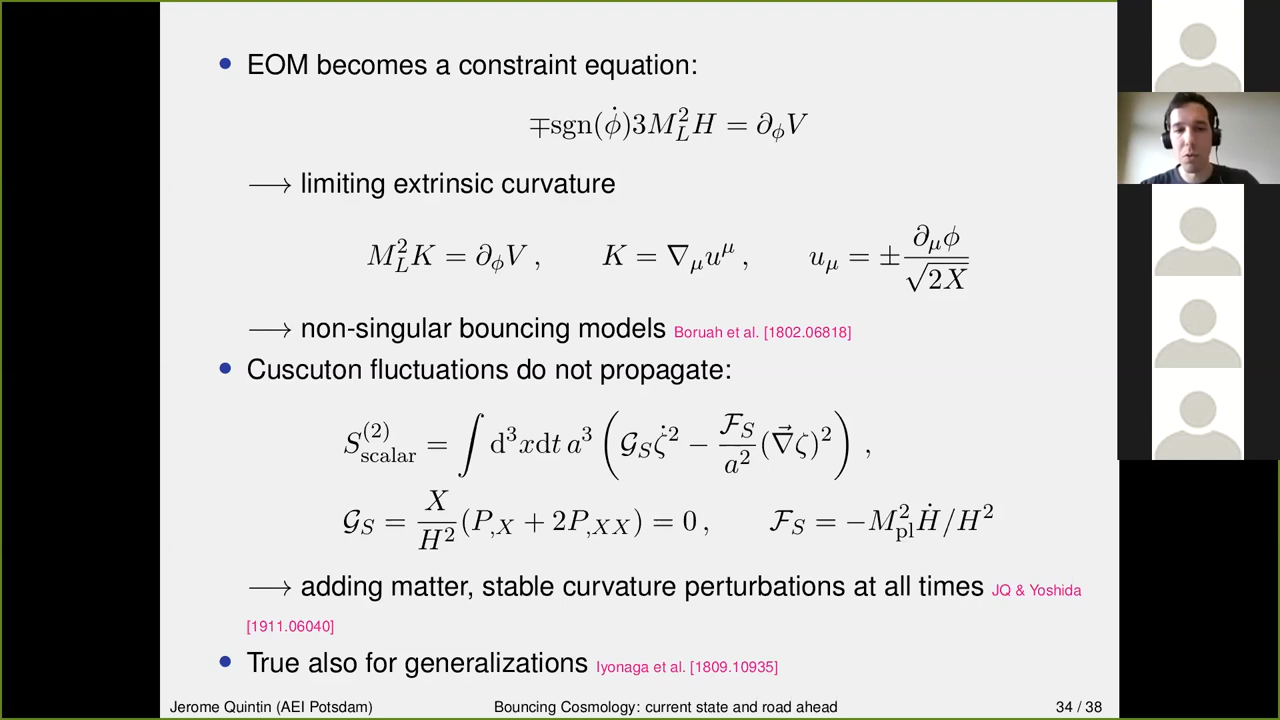 • EOM becomes a constraint equation:
∓sgn(ϕ̇)3M_L^2 H = ∂_ϕ V
⟶ limiting extrinsic curvature
M_L^2 K = ∂_ϕ V , K = ∇_μ u^μ , u_μ = ± ∂_μ ϕ / √(2X)
⟶ non-singular bouncing models Boruah et al. [1802.06818]
• Cuscuton fluctuations do not propagate:
S_scalar^(2) = ∫ d^3x dt a^3 ( 𝒢_S ζ̇^2 − ℱ_S / a^2 (∇⃗ζ)^2 ) ,
𝒢_S = X / H^2 (P_,X + 2P_,XX) = 0 , ℱ_S = −M_pl^2 Ḣ/H^2
⟶ adding matter, stable curvature perturbations at all times JQ & Yoshida
[1911.06040]
• True also for generalizations Iyonaga et al. [1809.10935]
Jerome Quintin (AEI Potsdam) Bouncing Cosmology: current state and road ahead 34 / 38